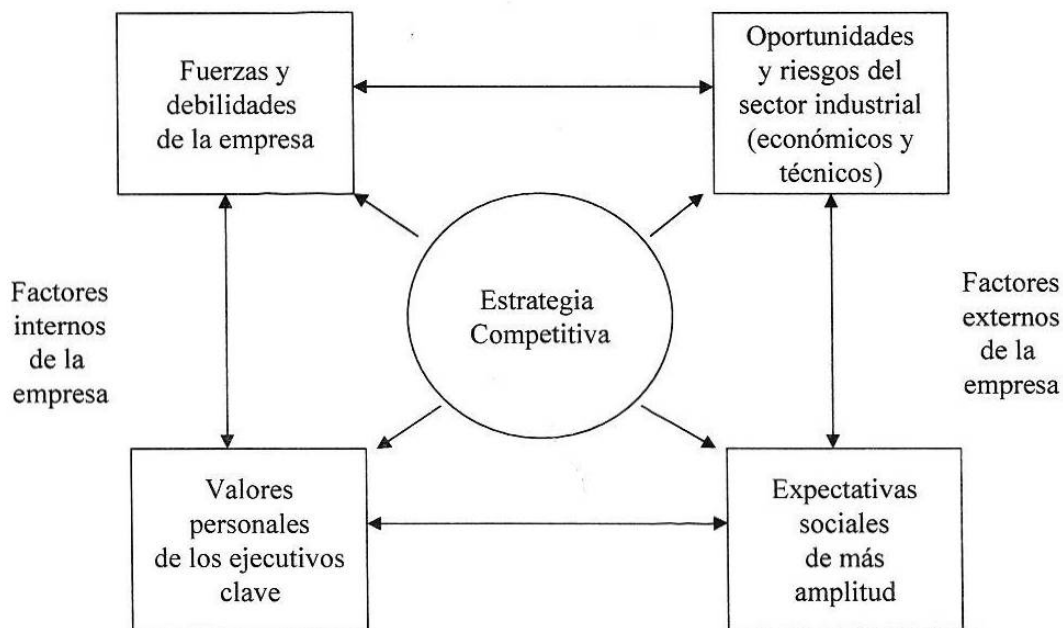 Fuerzas y
debilidades
de la empresa
Oportunidades
y riesgos del
sector industrial
(económicos y
técnicos)
Factores
internos
de la
empresa
Estrategia
Competitiva
Factores
externos
de la
empresa
Valores
personales
de los ejecutivos
clave
Expectativas
sociales
de más
amplitud